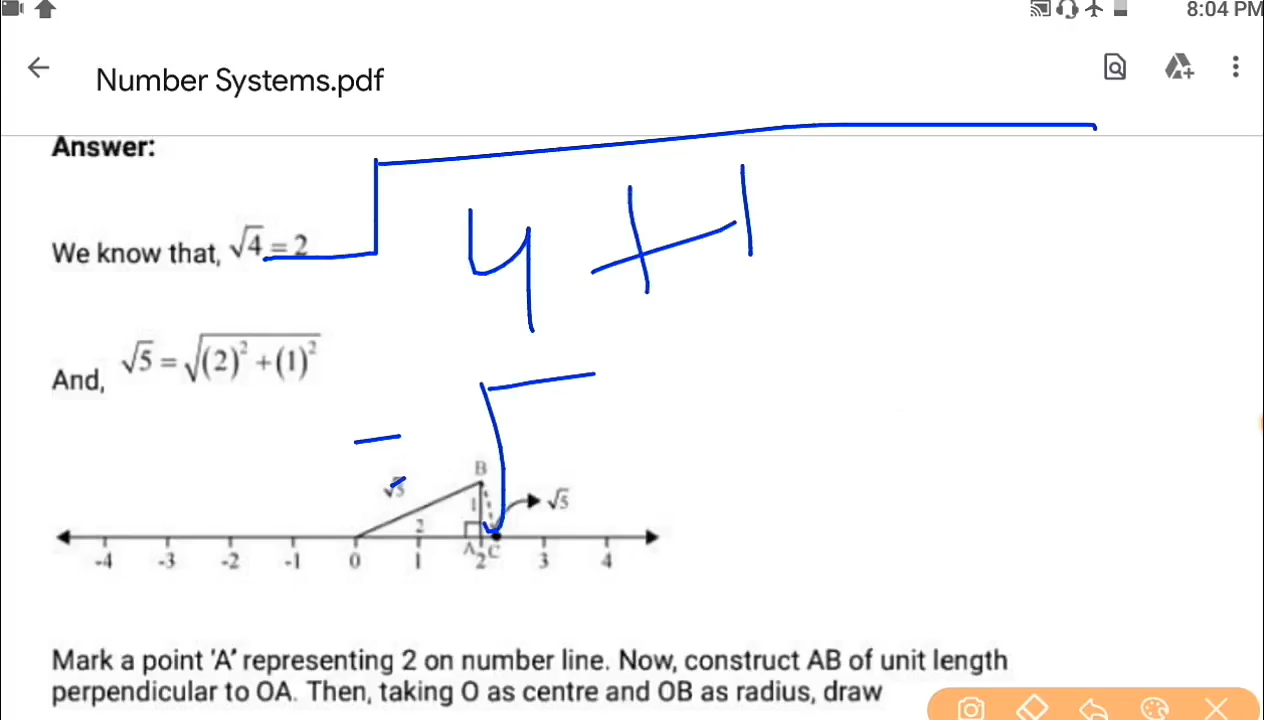 8:04 PM
Number Systems.pdf
Answer:
We know that, √4 = 2
4 + 1
And, √5 = √(2)² + (1)²
= √
√5 B
1 √5
2
A C
-4 -3 -2 -1 0 1 2 3 4
Mark a point 'A' representing 2 on number line. Now, construct AB of unit length
perpendicular to OA. Then, taking O as centre and OB as radius, draw